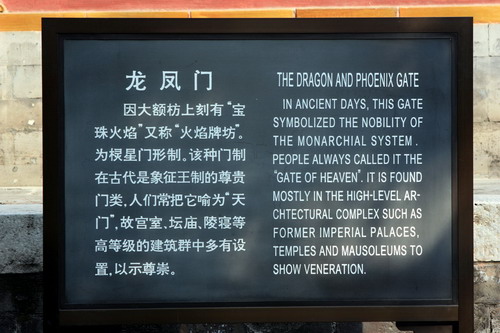 龙凤门
因大额枋上刻有“宝
珠火焰”又称“火焰牌坊”。
为棂星门形制。该种门制
在古代是象征王制的尊贵
门类，人们常把它喻为“天
门”，故宫室、坛庙、陵寝等
高等级的建筑群中多有设
置，以示尊崇。
THE DRAGON AND PHOENIX GATE
IN ANCIENT DAYS, THIS GATE
SYMBOLIZED THE NOBILITY OF
THE MONARCHIAL SYSTEM.
PEOPLE ALWAYS CALLED IT THE
"GATE OF HEAVEN". IT IS FOUND
MOSTLY IN THE HIGH-LEVEL AR-
CHTECTURAL COMPLEX SUCH AS
FORMER IMPERIAL PALACES,
TEMPLES AND MAUSOLEUMS TO
SHOW VENERATION.